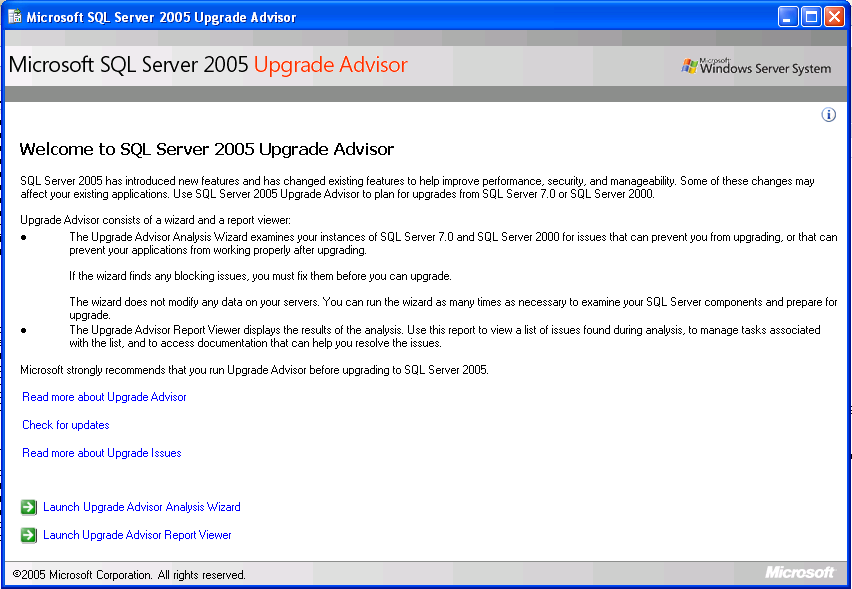 Microsoft SQL Server 2005 Upgrade Advisor
Microsoft SQL Server 2005 Upgrade Advisor
Microsoft
Windows Server System
Welcome to SQL Server 2005 Upgrade Advisor
SQL Server 2005 has introduced new features and has changed existing features to help improve performance, security, and manageability. Some of these changes may
affect your existing applications. Use SQL Server 2005 Upgrade Advisor to plan for upgrades from SQL Server 7.0 or SQL Server 2000.
Upgrade Advisor consists of a wizard and a report viewer:
• The Upgrade Advisor Analysis Wizard examines your instances of SQL Server 7.0 and SQL Server 2000 for issues that can prevent you from upgrading, or that can
prevent your applications from working properly after upgrading.
If the wizard finds any blocking issues, you must fix them before you can upgrade.
The wizard does not modify any data on your servers. You can run the wizard as many times as necessary to examine your SQL Server components and prepare for
upgrade.
• The Upgrade Advisor Report Viewer displays the results of the analysis. Use this report to view a list of issues found during analysis, to manage tasks associated
with the list, and to access documentation that can help you resolve the issues.
Microsoft strongly recommends that you run Upgrade Advisor before upgrading to SQL Server 2005.
Read more about Upgrade Advisor
Check for updates
Read more about Upgrade Issues
Launch Upgrade Advisor Analysis Wizard
Launch Upgrade Advisor Report Viewer
©2005 Microsoft Corporation. All rights reserved.
Microsoft